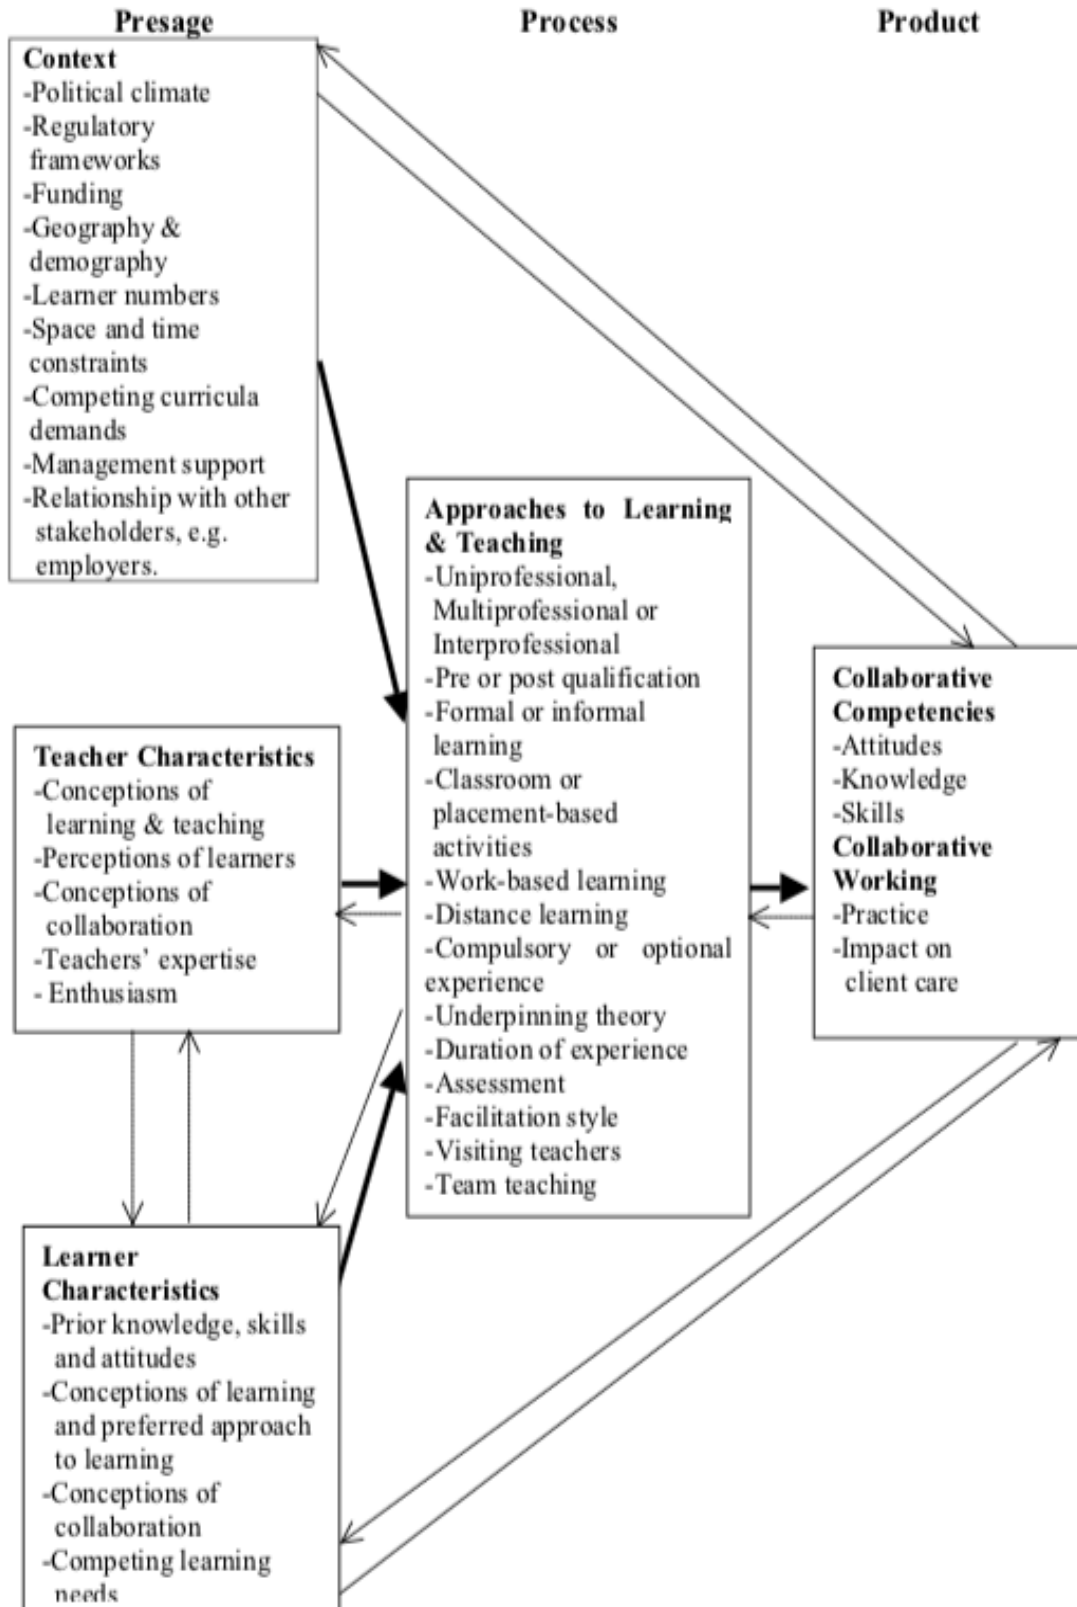 Presage
Process
Product
Context
-Political climate
-Regulatory
frameworks
-Funding
-Geography &
demography
-Learner numbers
-Space and time
constraints
-Competing curricula
demands
-Management support
-Relationship with other
stakeholders, e.g.
employers.
Teacher Characteristics
-Conceptions of
learning & teaching
-Perceptions of learners
-Conceptions of
collaboration
-Teachers’ expertise
- Enthusiasm
Learner
Characteristics
-Prior knowledge, skills
and attitudes
-Conceptions of learning
and preferred approach
to learning
-Conceptions of
collaboration
-Competing learning
needs
Approaches to Learning
& Teaching
-Uniprofessional,
Multiprofessional or
Interprofessional
-Pre or post qualification
-Formal or informal
learning
-Classroom or
placement-based
activities
-Work-based learning
-Distance learning
-Compulsory or optional
experience
-Underpinning theory
-Duration of experience
-Assessment
-Facilitation style
-Visiting teachers
-Team teaching
Collaborative
Competencies
-Attitudes
-Knowledge
-Skills
Collaborative
Working
-Practice
-Impact on
client care